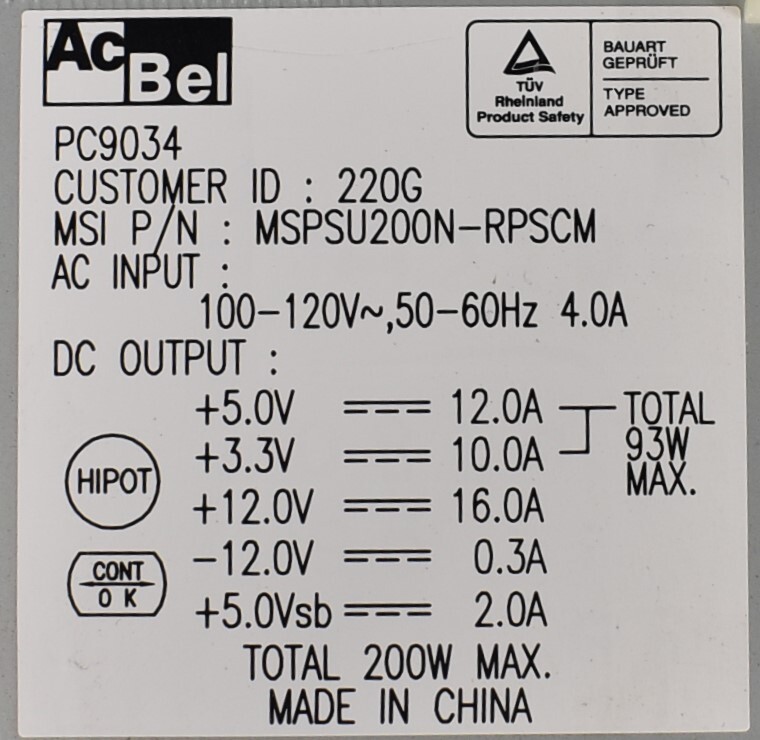 AcBel
TÜV
Rheinland
Product Safety
BAUART
GEPRÜFT
TYPE
APPROVED
PC9034
CUSTOMER ID : 220G
MSI P/N : MSPSU200N-RPSCM
AC INPUT :
100-120V~,50-60Hz 4.0A
DC OUTPUT :
+5.0V 12.0A
+3.3V 10.0A
TOTAL
93W
MAX.
+12.0V 16.0A
-12.0V 0.3A
+5.0Vsb 2.0A
HIPOT
CONT
OK
TOTAL 200W MAX.
MADE IN CHINA